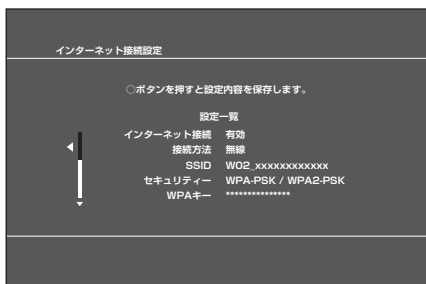 インターネット接続設定
○ボタンを押すと設定内容を保存します。
設定一覧
インターネット接続 有効
接続方法 無線
SSID W02_xxxxxxxxxxxx
セキュリティー WPA-PSK / WPA2-PSK
WPAキー ***************